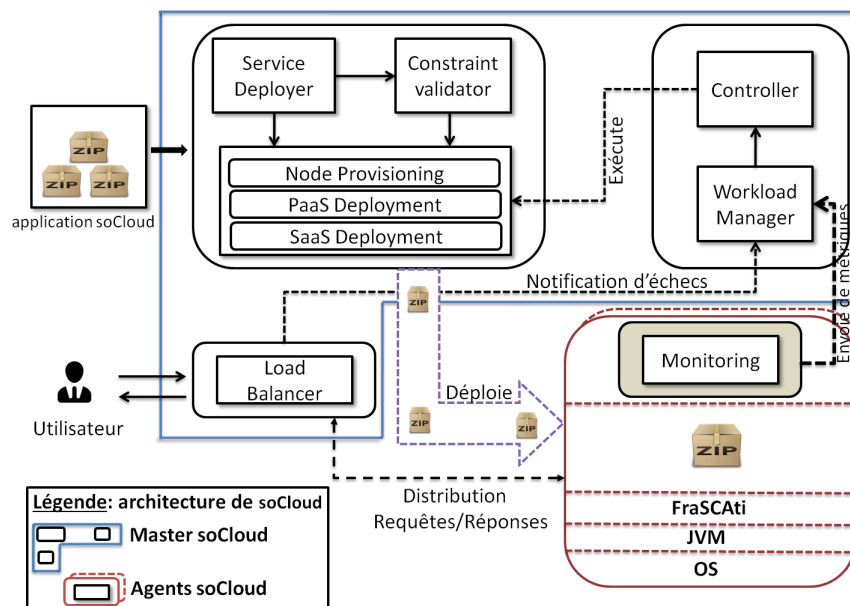 Service
Deployer
Constraint
validator
Controller
ZIP
ZIP
ZIP
application soCloud
Node Provisioning
PaaS Deployment
SaaS Deployment
Exécute
Workload
Manager
Envoie de métriques
Notification d'échecs
ZIP
Load
Balancer
Utilisateur
Déploie
ZIP
ZIP
Monitoring
ZIP
Distribution
Requêtes/Réponses
FraSCAti
JVM
OS
Légende: architecture de soCloud
Master soCloud
Agents soCloud